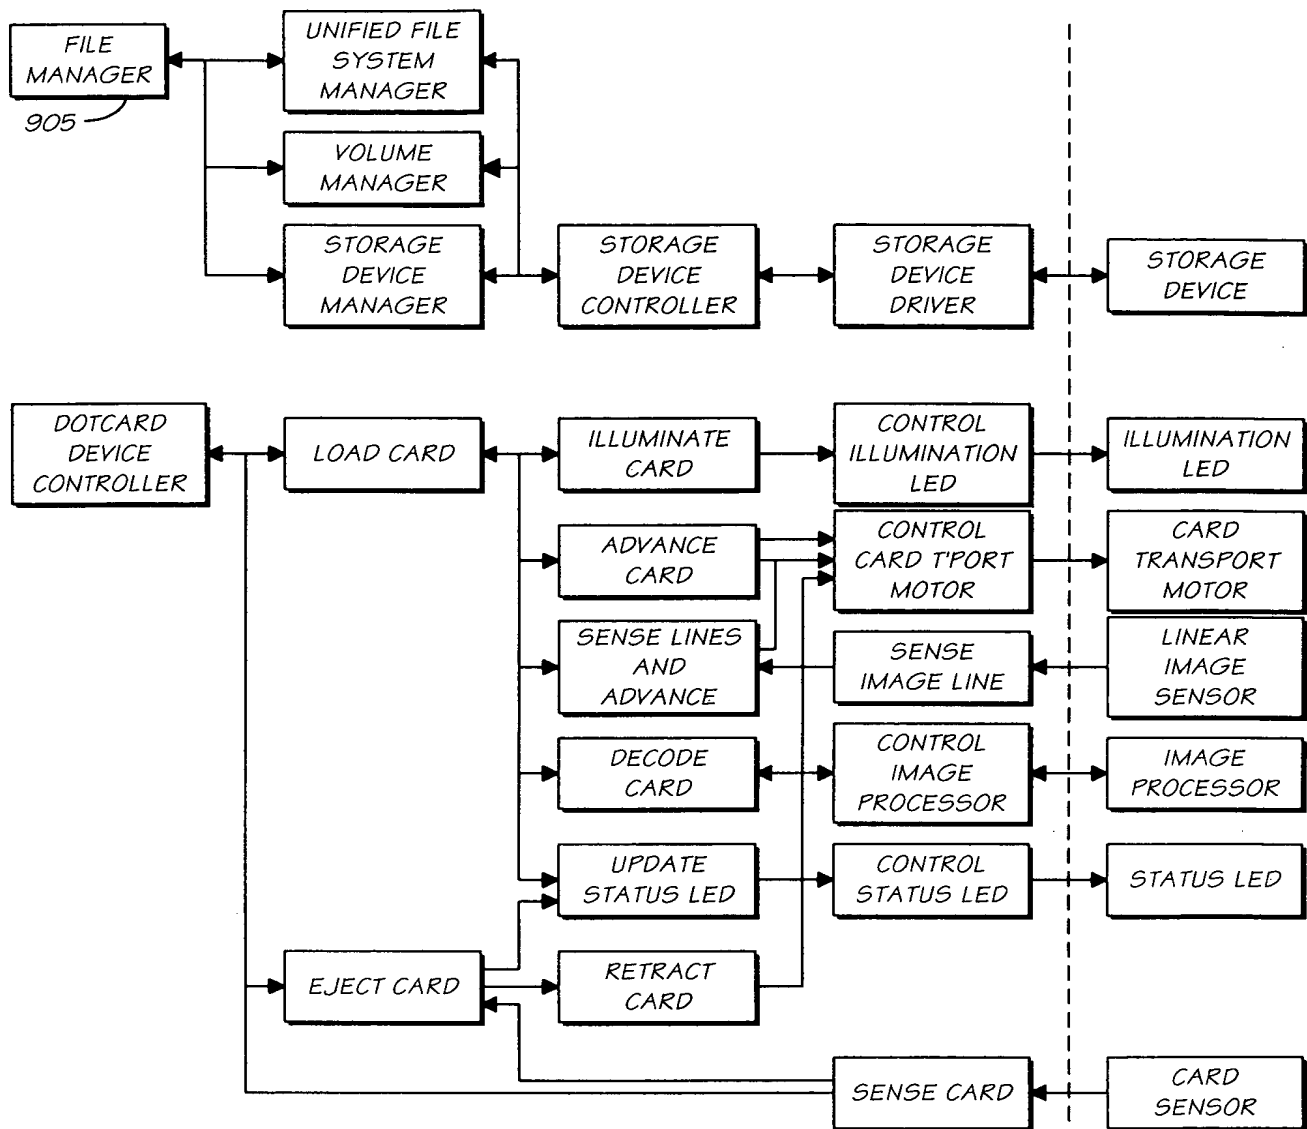 FILE
MANAGER
905
UNIFIED FILE
SYSTEM
MANAGER
VOLUME
MANAGER
STORAGE
DEVICE
MANAGER
STORAGE
DEVICE
CONTROLLER
STORAGE
DEVICE
DRIVER
STORAGE
DEVICE
DOTCARD
DEVICE
CONTROLLER
LOAD CARD
ILLUMINATE
CARD
CONTROL
ILLUMINATION
LED
ILLUMINATION
LED
ADVANCE
CARD
CONTROL
CARD T'PORT
MOTOR
CARD
TRANSPORT
MOTOR
SENSE LINES
AND
ADVANCE
SENSE
IMAGE LINE
LINEAR
IMAGE
SENSOR
DECODE
CARD
CONTROL
IMAGE
PROCESSOR
IMAGE
PROCESSOR
UPDATE
STATUS LED
CONTROL
STATUS LED
STATUS LED
EJECT CARD
RETRACT
CARD
SENSE CARD
CARD
SENSOR